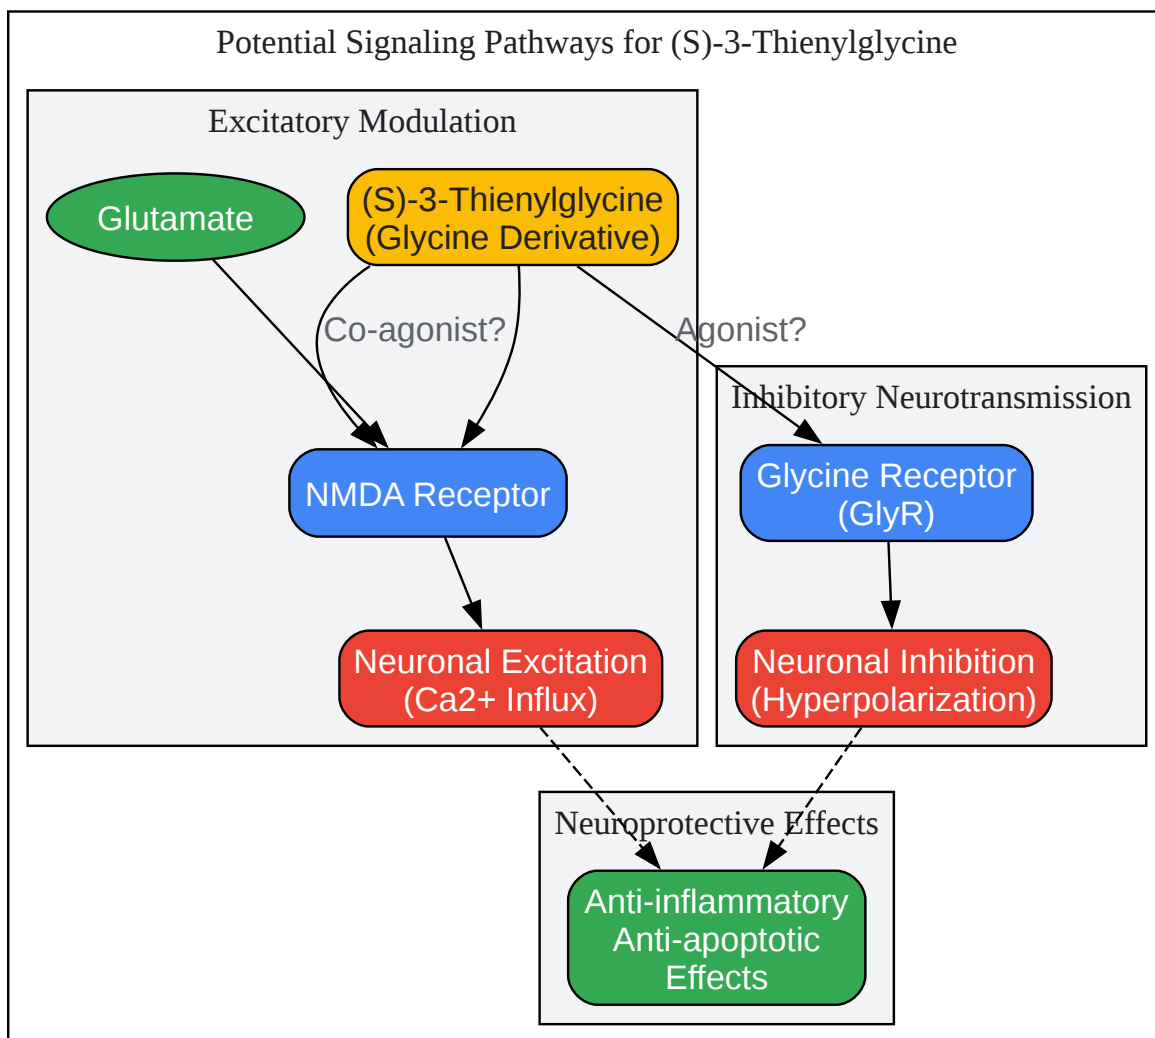 Potential Signaling Pathways for (S)-3-Thienylglycine
Excitatory Modulation
Glutamate
(S)-3-Thienylglycine
(Glycine Derivative)
Co-agonist?
Agonist?
Inhibitory Neurotransmission
NMDA Receptor
Glycine Receptor
(GlyR)
Neuronal Excitation
(Ca2+ Influx)
Neuronal Inhibition
(Hyperpolarization)
Neuroprotective Effects
Anti-inflammatory
Anti-apoptotic
Effects